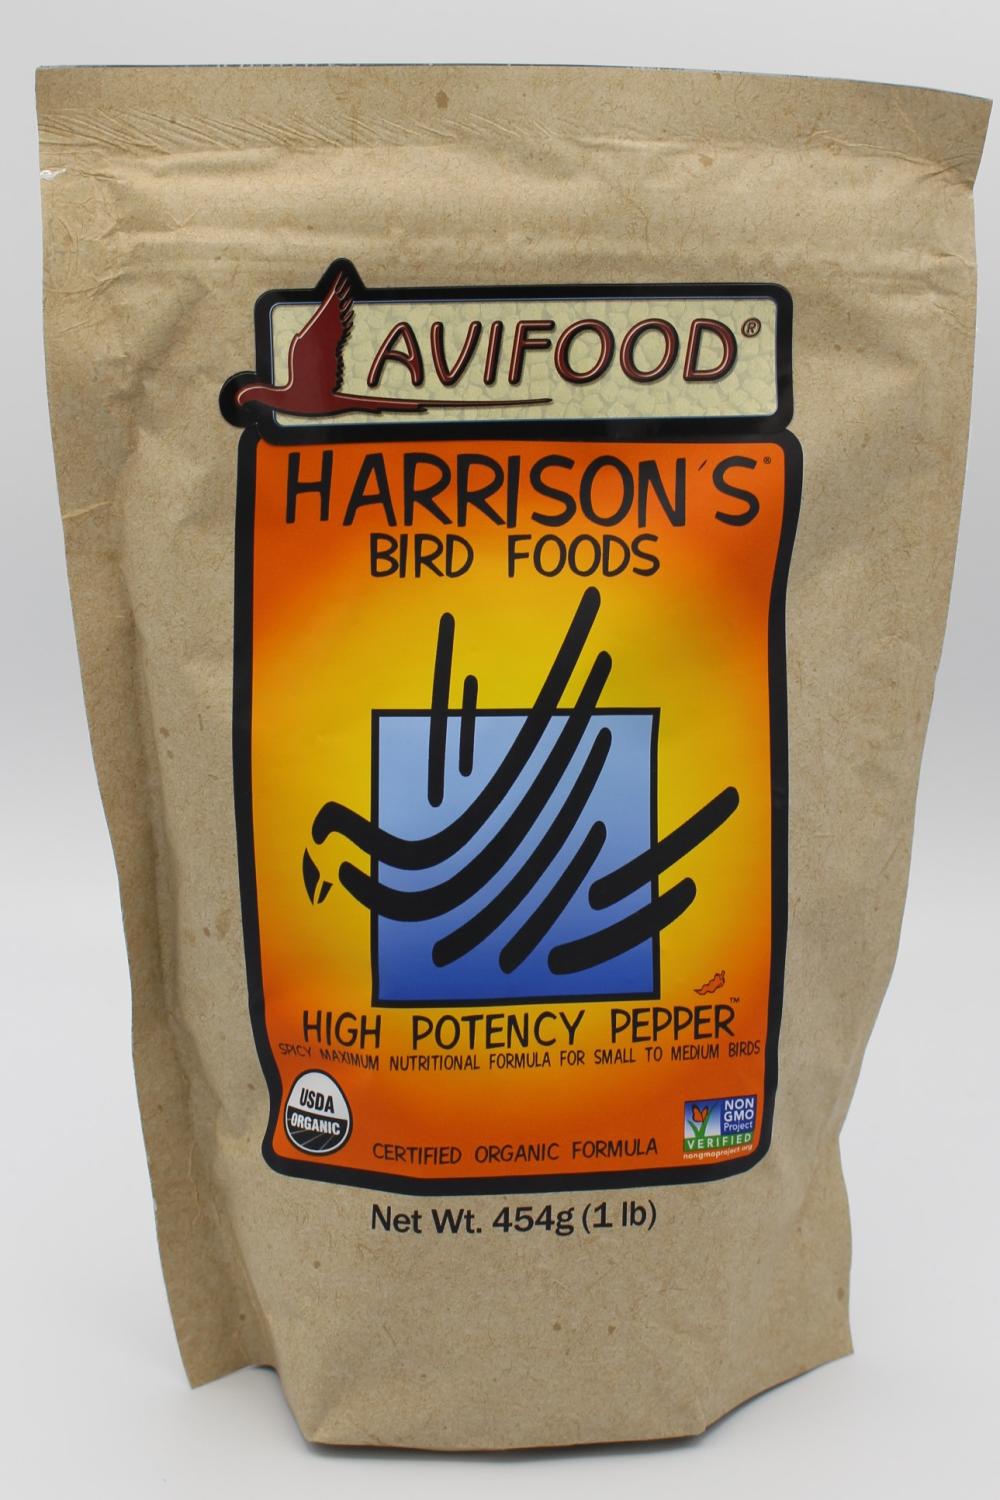 AVIFOOD®
HARRISON´S®
BIRD FOODS
HIGH POTENCY PEPPER™
SPICY MAXIMUM NUTRITIONAL FORMULA FOR SMALL TO MEDIUM BIRDS
USDA
ORGANIC
NON
GMO
Project
VERIFIED
nongmoproject.org
CERTIFIED ORGANIC FORMULA
Net Wt. 454g (1 lb)